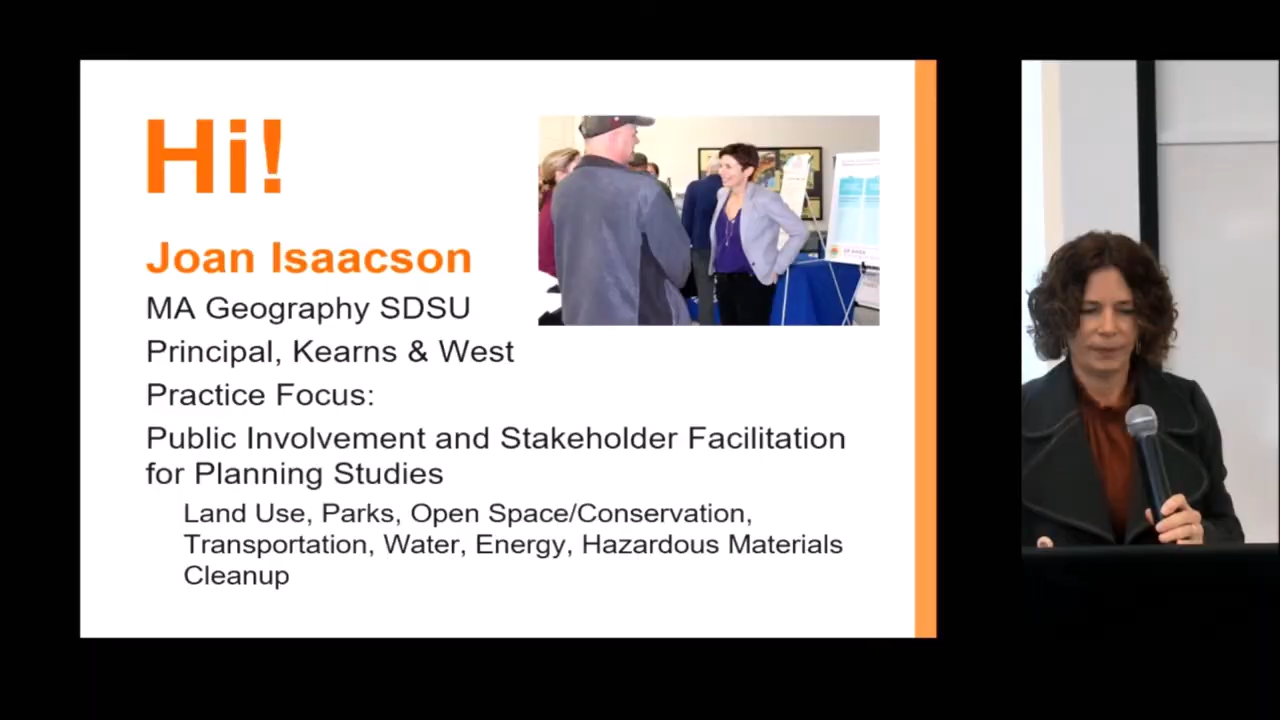 Hi!
Joan Isaacson
MA Geography SDSU
Principal, Kearns & West
Practice Focus:
Public Involvement and Stakeholder Facilitation
for Planning Studies
Land Use, Parks, Open Space/Conservation,
Transportation, Water, Energy, Hazardous Materials
Cleanup